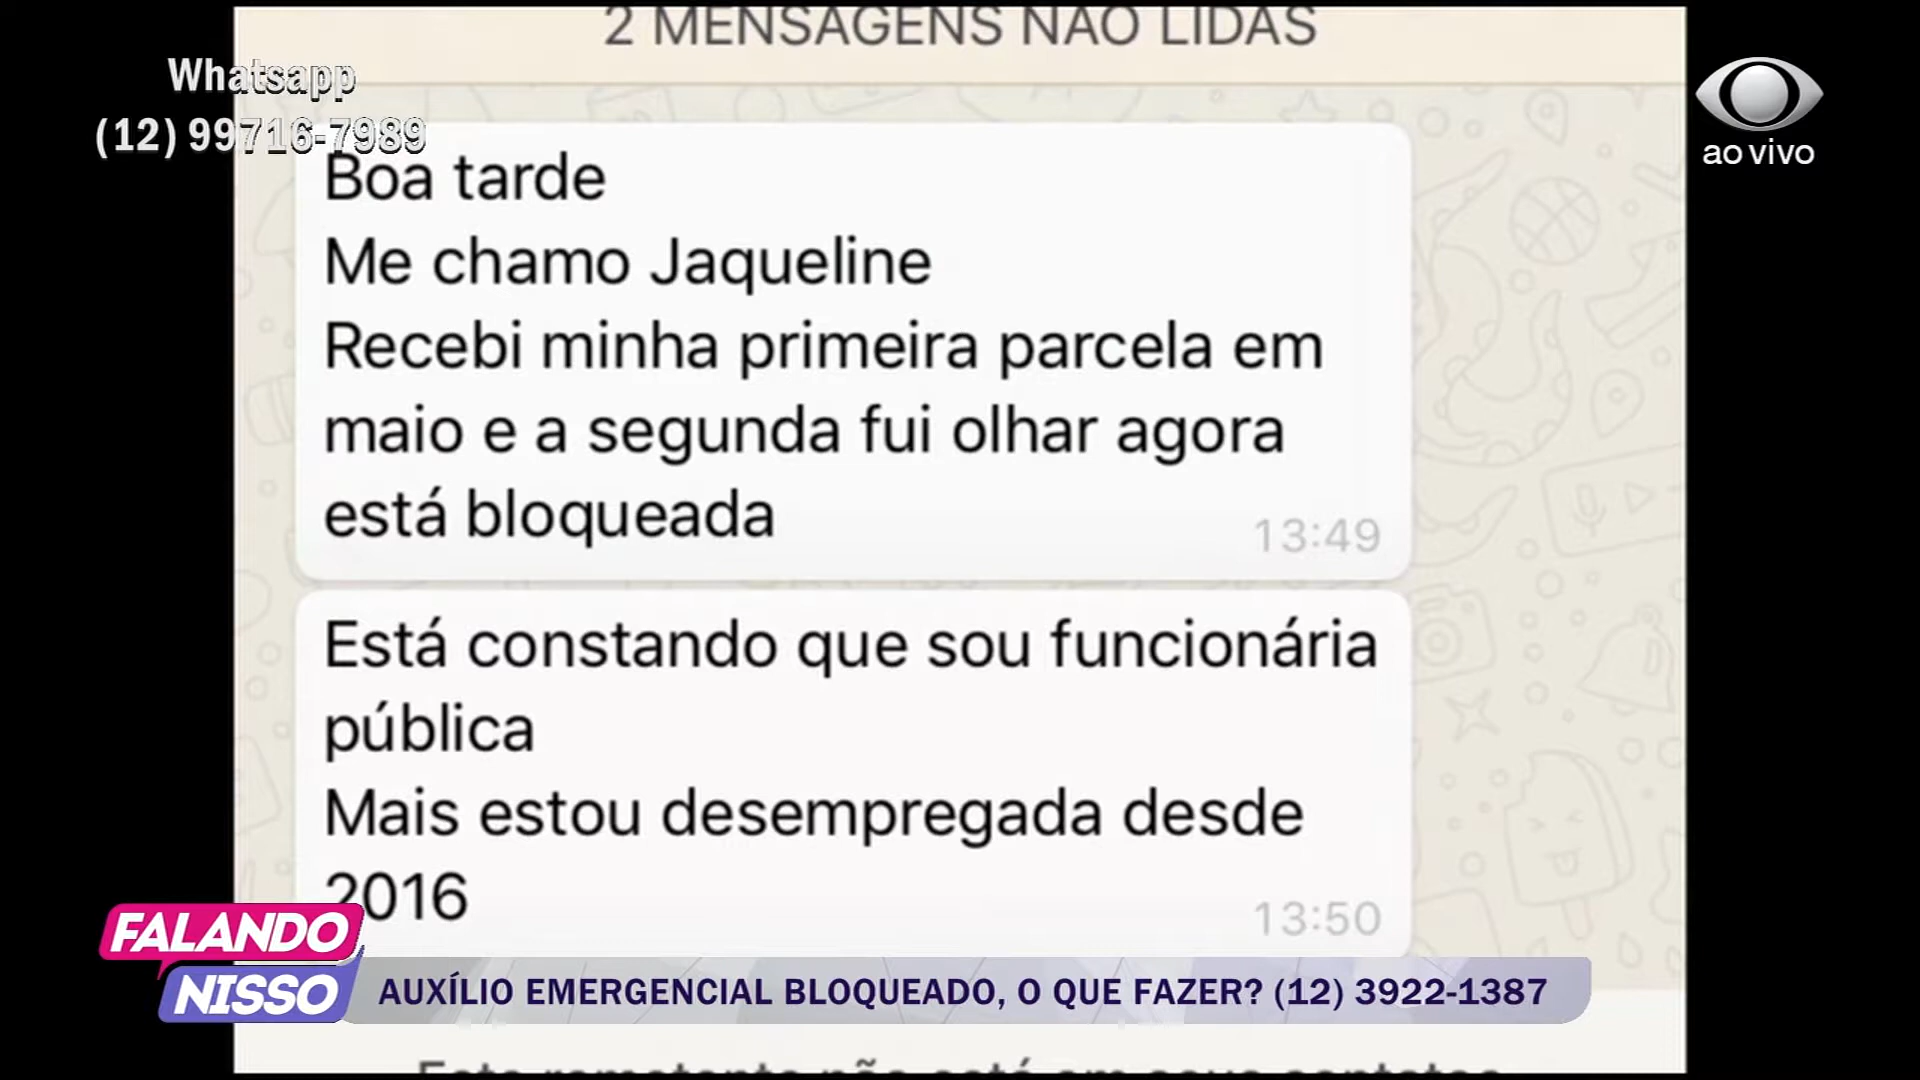 2 MENSAGENS NÃO LIDAS
Whatsapp
(12) 99716-7989
ao vivo
Boa tarde
Me chamo Jaqueline
Recebi minha primeira parcela em
maio e a segunda fui olhar agora
está bloqueada
13:49
Está constando que sou funcionária
pública
Mais estou desempregada desde
2016
13:50
FALANDO
NISSO
AUXÍLIO EMERGENCIAL BLOQUEADO, O QUE FAZER? (12) 3922-1387